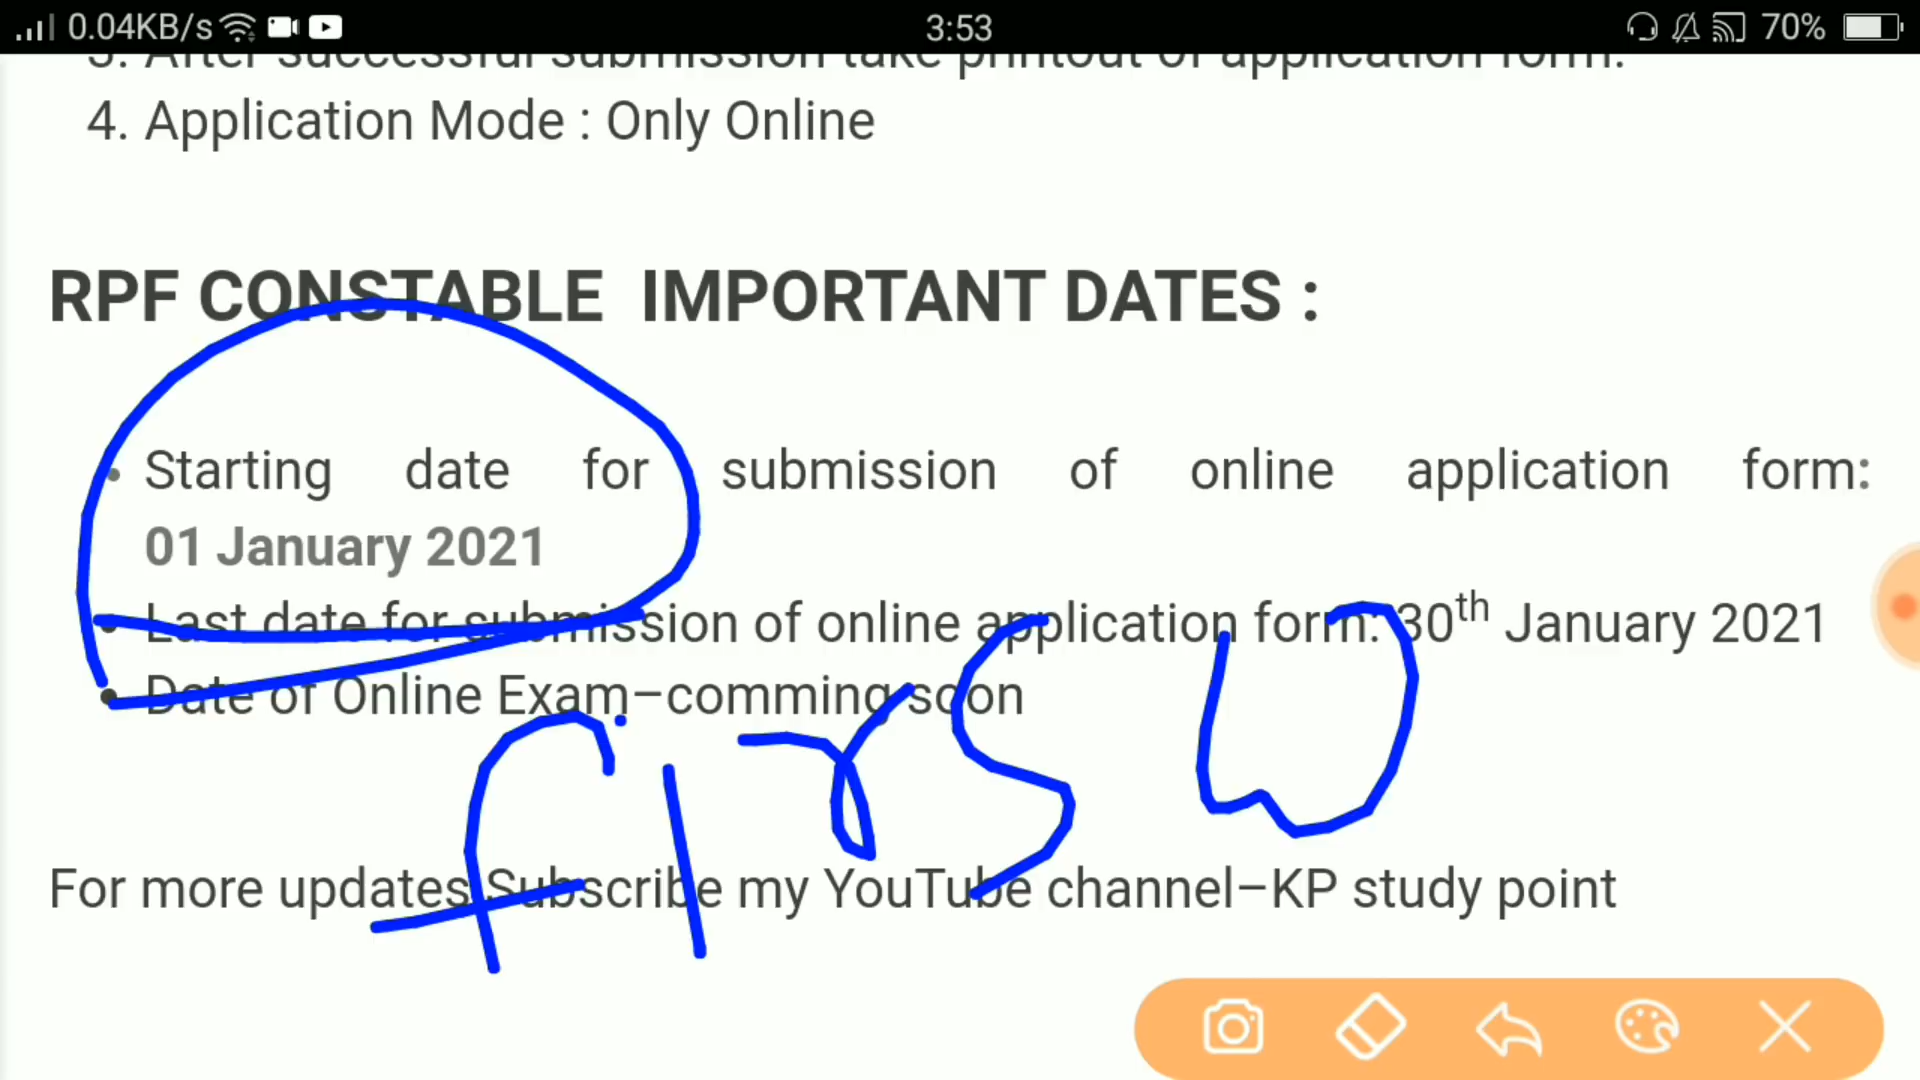 0.04KB/s 3:53 70%
3. After successful submission take printout of application form.
4. Application Mode : Only Online
RPF CONSTABLE IMPORTANT DATES :
• Starting date for submission of online application form:
01 January 2021
• Last date for submission of online application form: 30th January 2021
• Date of Online Exam–comming soon
firs
For more updates Subscribe my YouTube channel–KP study point